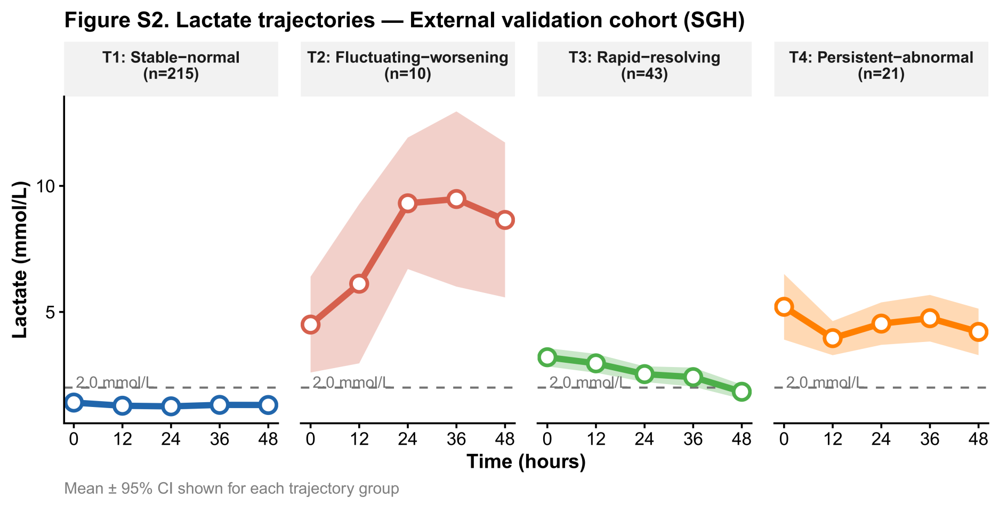 Figure S2. Lactate trajectories — External validation cohort (SGH)
T1: Stable−normal
(n=215)
T2: Fluctuating−worsening
(n=10)
T3: Rapid−resolving
(n=43)
T4: Persistent−abnormal
(n=21)
Lactate (mmol/L)
10
5
2.0 mmol/L
2.0 mmol/L
2.0 mmol/L
2.0 mmol/L
0 12 24 36 48
0 12 24 36 48
0 12 24 36 48
0 12 24 36 48
Time (hours)
Mean ± 95% CI shown for each trajectory group